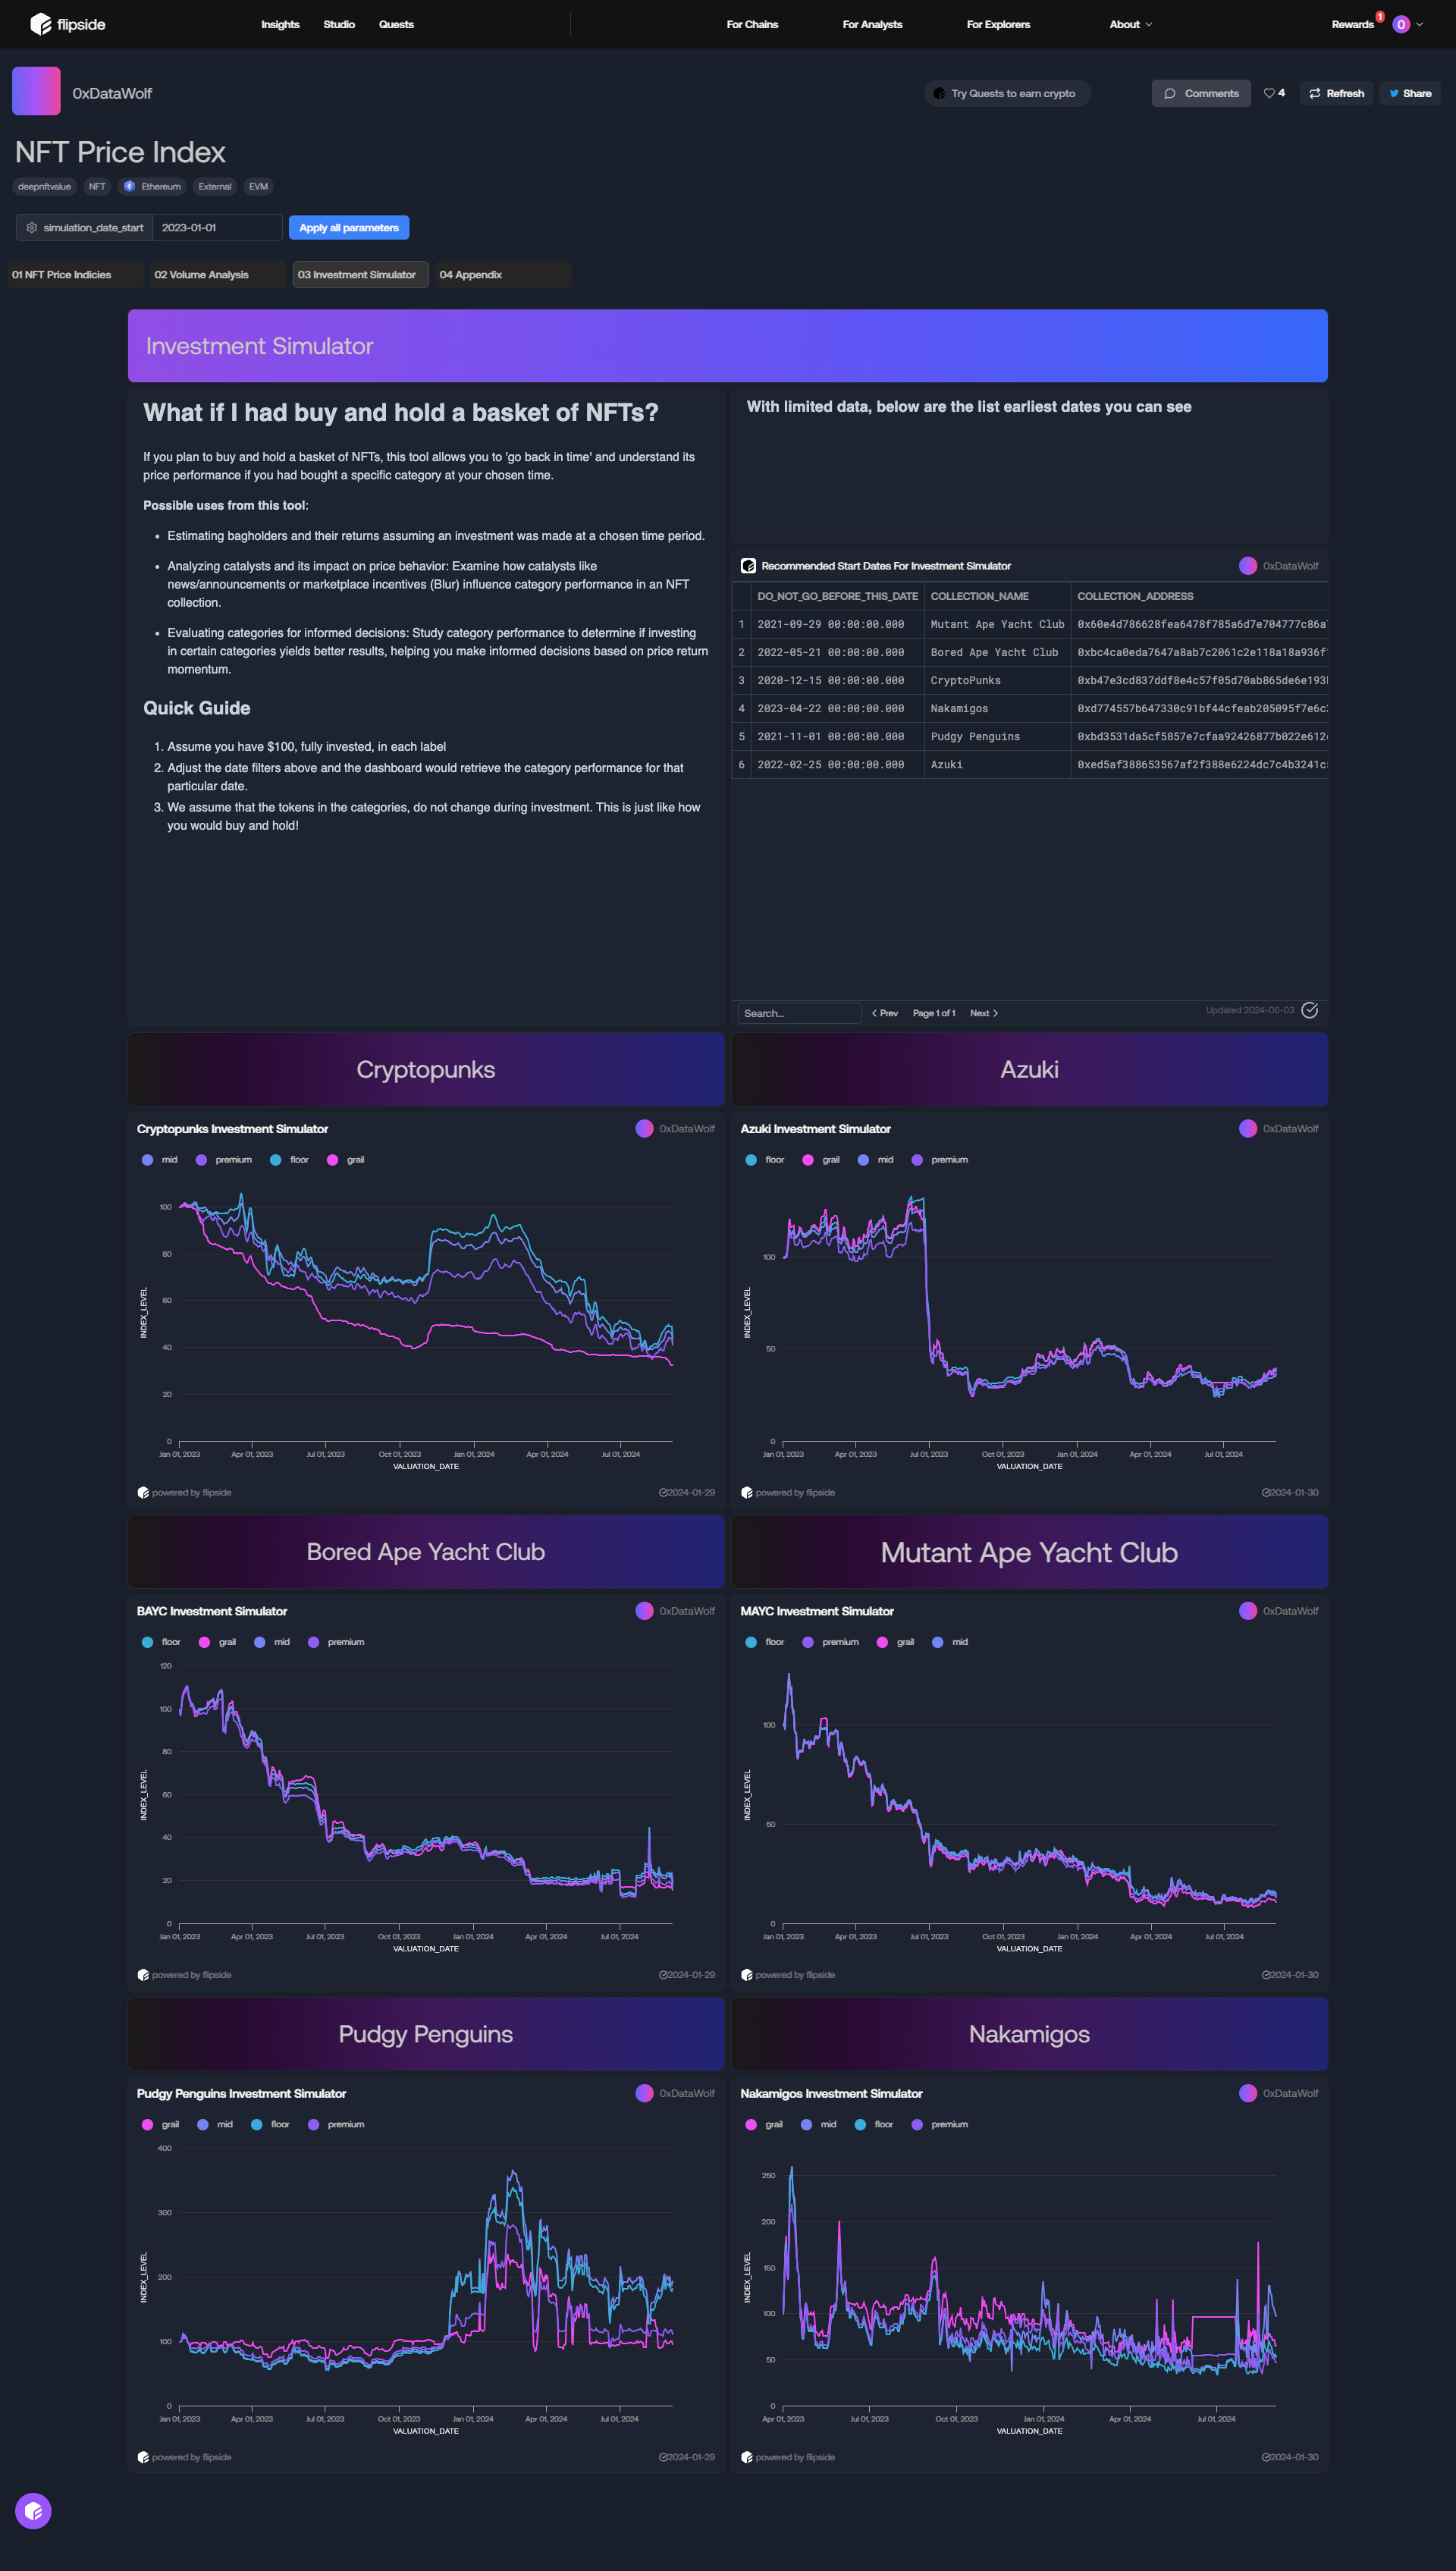 flipside
Insights
Studio
Quests
For Chains
For Analysts
For Explorers
About
Rewards
1
0xDataWolf
Try Quests to earn crypto
Comments
4
Refresh
Share
NFT Price Index
deepnftvalue
NFT
Ethereum
External
EVM
simulation_date_start
2023-01-01
Apply all parameters
01 NFT Price Indicies
02 Volume Analysis
03 Investment Simulator
04 Appendix
Investment Simulator
What if I had buy and hold a basket of NFTs?
If you plan to buy and hold a basket of NFTs, this tool allows you to 'go back in time' and understand its
price performance if you had bought a specific category at your chosen time.
Possible uses from this tool:
• Estimating bagholders and their returns assuming an investment was made at a chosen time period.
• Analyzing catalysts and its impact on price behavior: Examine how catalysts like
news/announcements or marketplace incentives (Blur) influence category performance in an NFT
collection.
• Evaluating categories for informed decisions: Study category performance to determine if investing
in certain categories yields better results, helping you make informed decisions based on price return
momentum.
Quick Guide
1. Assume you have $100, fully invested, in each label
2. Adjust the date filters above and the dashboard would retrieve the category performance for that
particular date.
3. We assume that the tokens in the categories, do not change during investment. This is just like how
you would buy and hold!
With limited data, below are the list earliest dates you can see
Recommended Start Dates For Investment Simulator
0xDataWolf
DO_NOT_GO_BEFORE_THIS_DATE COLLECTION_NAME COLLECTION_ADDRESS
1 2021-09-29 00:00:00.000 Mutant Ape Yacht Club 0x60e4d786628fea6478f785a6d7e704777c86a
2 2022-05-21 00:00:00.000 Bored Ape Yacht Club 0xbc4ca0eda7647a8ab7c2061c2e118a18a936f
3 2020-12-15 00:00:00.000 CryptoPunks 0xb47e3cd837ddf8e4c57f05d70ab865de6e193
4 2023-04-22 00:00:00.000 Nakamigos 0xd774557b647330c91bf44cfeab205095f7e6c
5 2021-11-01 00:00:00.000 Pudgy Penguins 0xbd3531da5cf5857e7cfaa92426877b022e612
6 2022-02-25 00:00:00.000 Azuki 0xed5af388653567af2f388e6224dc7c4b3241c
Search...
Prev
Page 1 of 1
Next
Updated 2024-06-03
Cryptopunks
Cryptopunks Investment Simulator
0xDataWolf
mid premium floor grail
100
80
60
40
20
0
INDEX_LEVEL
Jan 01, 2023 Apr 01, 2023 Jul 01, 2023 Oct 01, 2023 Jan 01, 2024 Apr 01, 2024 Jul 01, 2024
VALUATION_DATE
powered by flipside
2024-01-29
Azuki
Azuki Investment Simulator
0xDataWolf
floor grail mid premium
100
50
0
INDEX_LEVEL
Jan 01, 2023 Apr 01, 2023 Jul 01, 2023 Oct 01, 2023 Jan 01, 2024 Apr 01, 2024 Jul 01, 2024
VALUATION_DATE
powered by flipside
2024-01-30
Bored Ape Yacht Club
BAYC Investment Simulator
0xDataWolf
floor grail mid premium
120
100
80
60
40
20
0
INDEX_LEVEL
Jan 01, 2023 Apr 01, 2023 Jul 01, 2023 Oct 01, 2023 Jan 01, 2024 Apr 01, 2024 Jul 01, 2024
VALUATION_DATE
powered by flipside
2024-01-29
Mutant Ape Yacht Club
MAYC Investment Simulator
0xDataWolf
floor premium grail mid
100
50
0
INDEX_LEVEL
Jan 01, 2023 Apr 01, 2023 Jul 01, 2023 Oct 01, 2023 Jan 01, 2024 Apr 01, 2024 Jul 01, 2024
VALUATION_DATE
powered by flipside
2024-01-30
Pudgy Penguins
Pudgy Penguins Investment Simulator
0xDataWolf
grail mid floor premium
400
300
200
100
0
INDEX_LEVEL
Jan 01, 2023 Apr 01, 2023 Jul 01, 2023 Oct 01, 2023 Jan 01, 2024 Apr 01, 2024 Jul 01, 2024
VALUATION_DATE
powered by flipside
2024-01-29
Nakamigos
Nakamigos Investment Simulator
0xDataWolf
grail mid floor premium
250
200
150
100
50
0
INDEX_LEVEL
Apr 01, 2023 Jul 01, 2023 Oct 01, 2023 Jan 01, 2024 Apr 01, 2024 Jul 01, 2024
VALUATION_DATE
powered by flipside
2024-01-30